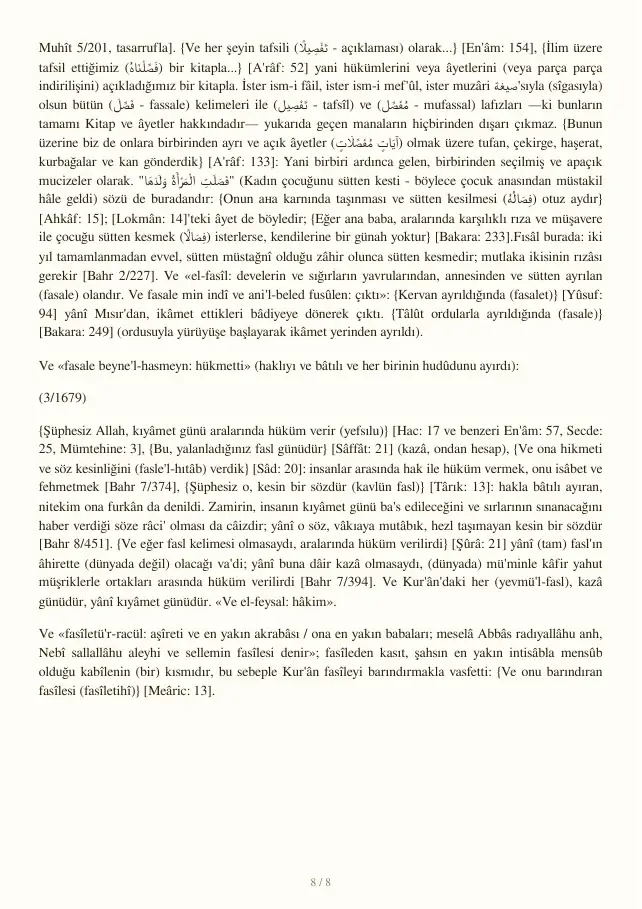 Muhît 5/201, tasarrufla]. {Ve her şeyin tafsili (تَفْصِيلًا - açıklaması) olarak...} [En'âm: 154], {İlim üzere
tafsil ettiğimiz (فَصَّلْنَاهُ) bir kitapla...} [A'râf: 52] yani hükümlerini veya âyetlerini (veya parça parça
indirilişini) açıkladığımız bir kitapla. İster ism-i fâil, ister ism-i mef'ûl, ister muzâri صيغة'sıyla (sîgasıyla)
olsun bütün (فَصَّلَ - fassale) kelimeleri ile (تَفْصِيل - tafsîl) ve (مُفَصَّل - mufassal) lafızları —ki bunların
tamamı Kitap ve âyetler hakkındadır— yukarıda geçen manaların hiçbirinden dışarı çıkmaz. {Bunun
üzerine biz de onlara birbirinden ayrı ve açık âyetler (آيَاتٍ مُفَصَّلَاتٍ) olmak üzere tufan, çekirge, haşerat,
kurbağalar ve kan gönderdik} [A'râf: 133]: Yani birbiri ardınca gelen, birbirinden seçilmiş ve apaçık
mucizeler olarak. "فَصَلَتِ الْمَرْأَةُ وَلَدَهَا" (Kadın çocuğunu sütten kesti - böylece çocuk anasından müstakil
hâle geldi) sözü de buradandır: {Onun ана karnında taşınması ve sütten kesilmesi (فِصَالُهُ) otuz aydır}
[Ahkâf: 15]; [Lokmân: 14]'teki âyet de böyledir; {Eğer ana baba, aralarında karşılıklı rıza ve müşavere
ile çocuğu sütten kesmek (فِصَالًا) isterlerse, kendilerine bir günah yoktur} [Bakara: 233].Fısâl burada: iki
yıl tamamlanmadan evvel, sütten müstağnî olduğu zâhir olunca sütten kesmedir; mutlaka ikisinin rızâsı
gerekir [Bahr 2/227]. Ve «el-fasîl: develerin ve sığırların yavrularından, annesinden ve sütten ayrılan
(fasale) olandır. Ve fasale min indî ve ani'l-beled fusûlen: çıktı»: {Kervan ayrıldığında (fasalet)} [Yûsuf:
94] yânî Mısır'dan, ikâmet ettikleri bâdiyeye dönerek çıktı. {Tâlût ordularla ayrıldığında (fasale)}
[Bakara: 249] (ordusuyla yürüyüşe başlayarak ikâmet yerinden ayrıldı).
Ve «fasale beyne'l-hasmeyn: hükmetti» (haklıyı ve bâtılı ve her birinin hudûdunu ayırdı):
(3/1679)
{Şüphesiz Allah, kıyâmet günü aralarında hüküm verir (yefsılu)} [Hac: 17 ve benzeri En'âm: 57, Secde:
25, Mümtehine: 3], {Bu, yalanladığınız fasl günüdür} [Sâffât: 21] (kazâ, ondan hesap), {Ve ona hikmeti
ve söz kesinliğini (fasle'l-hıtâb) verdik} [Sâd: 20]: insanlar arasında hak ile hüküm vermek, onu isâbet ve
fehmetmek [Bahr 7/374], {Şüphesiz o, kesin bir sözdür (kavlün fasl)} [Târık: 13]: hakla bâtılı ayıran,
nitekim ona furkân da denildi. Zamirin, insanın kıyâmet günü ba's edileceğini ve sırlarının sınanacağını
haber verdiği söze râci' olması da câizdir; yânî o söz, vâkıaya mutâbık, hezl taşımayan kesin bir sözdür
[Bahr 8/451]. {Ve eğer fasl kelimesi olmasaydı, aralarında hüküm verilirdi} [Şûrâ: 21] yânî (tam) fasl'ın
âhirette (dünyada değil) olacağı va'di; yânî buna dâir kazâ olmasaydı, (dünyada) mü'minle kâfir yahut
müşriklerle ortakları arasında hüküm verilirdi [Bahr 7/394]. Ve Kur'ân'daki her (yevmü'l-fasl), kazâ
günüdür, yânî kıyâmet günüdür. «Ve el-feysal: hâkim».
Ve «fasîletü'r-racül: aşîreti ve en yakın akrabâsı / ona en yakın babaları; meselâ Abbâs radıyallâhu anh,
Nebî sallallâhu aleyhi ve sellemin fasîlesi denir»; fasîleden kasıt, şahsın en yakın intisâbla mensûb
olduğu kabîlenin (bir) kısmıdır, bu sebeple Kur'ân fasîleyi barındırmakla vasfetti: {Ve onu barındıran
fasîlesi (fasîletihî)} [Meâric: 13].
8 / 8